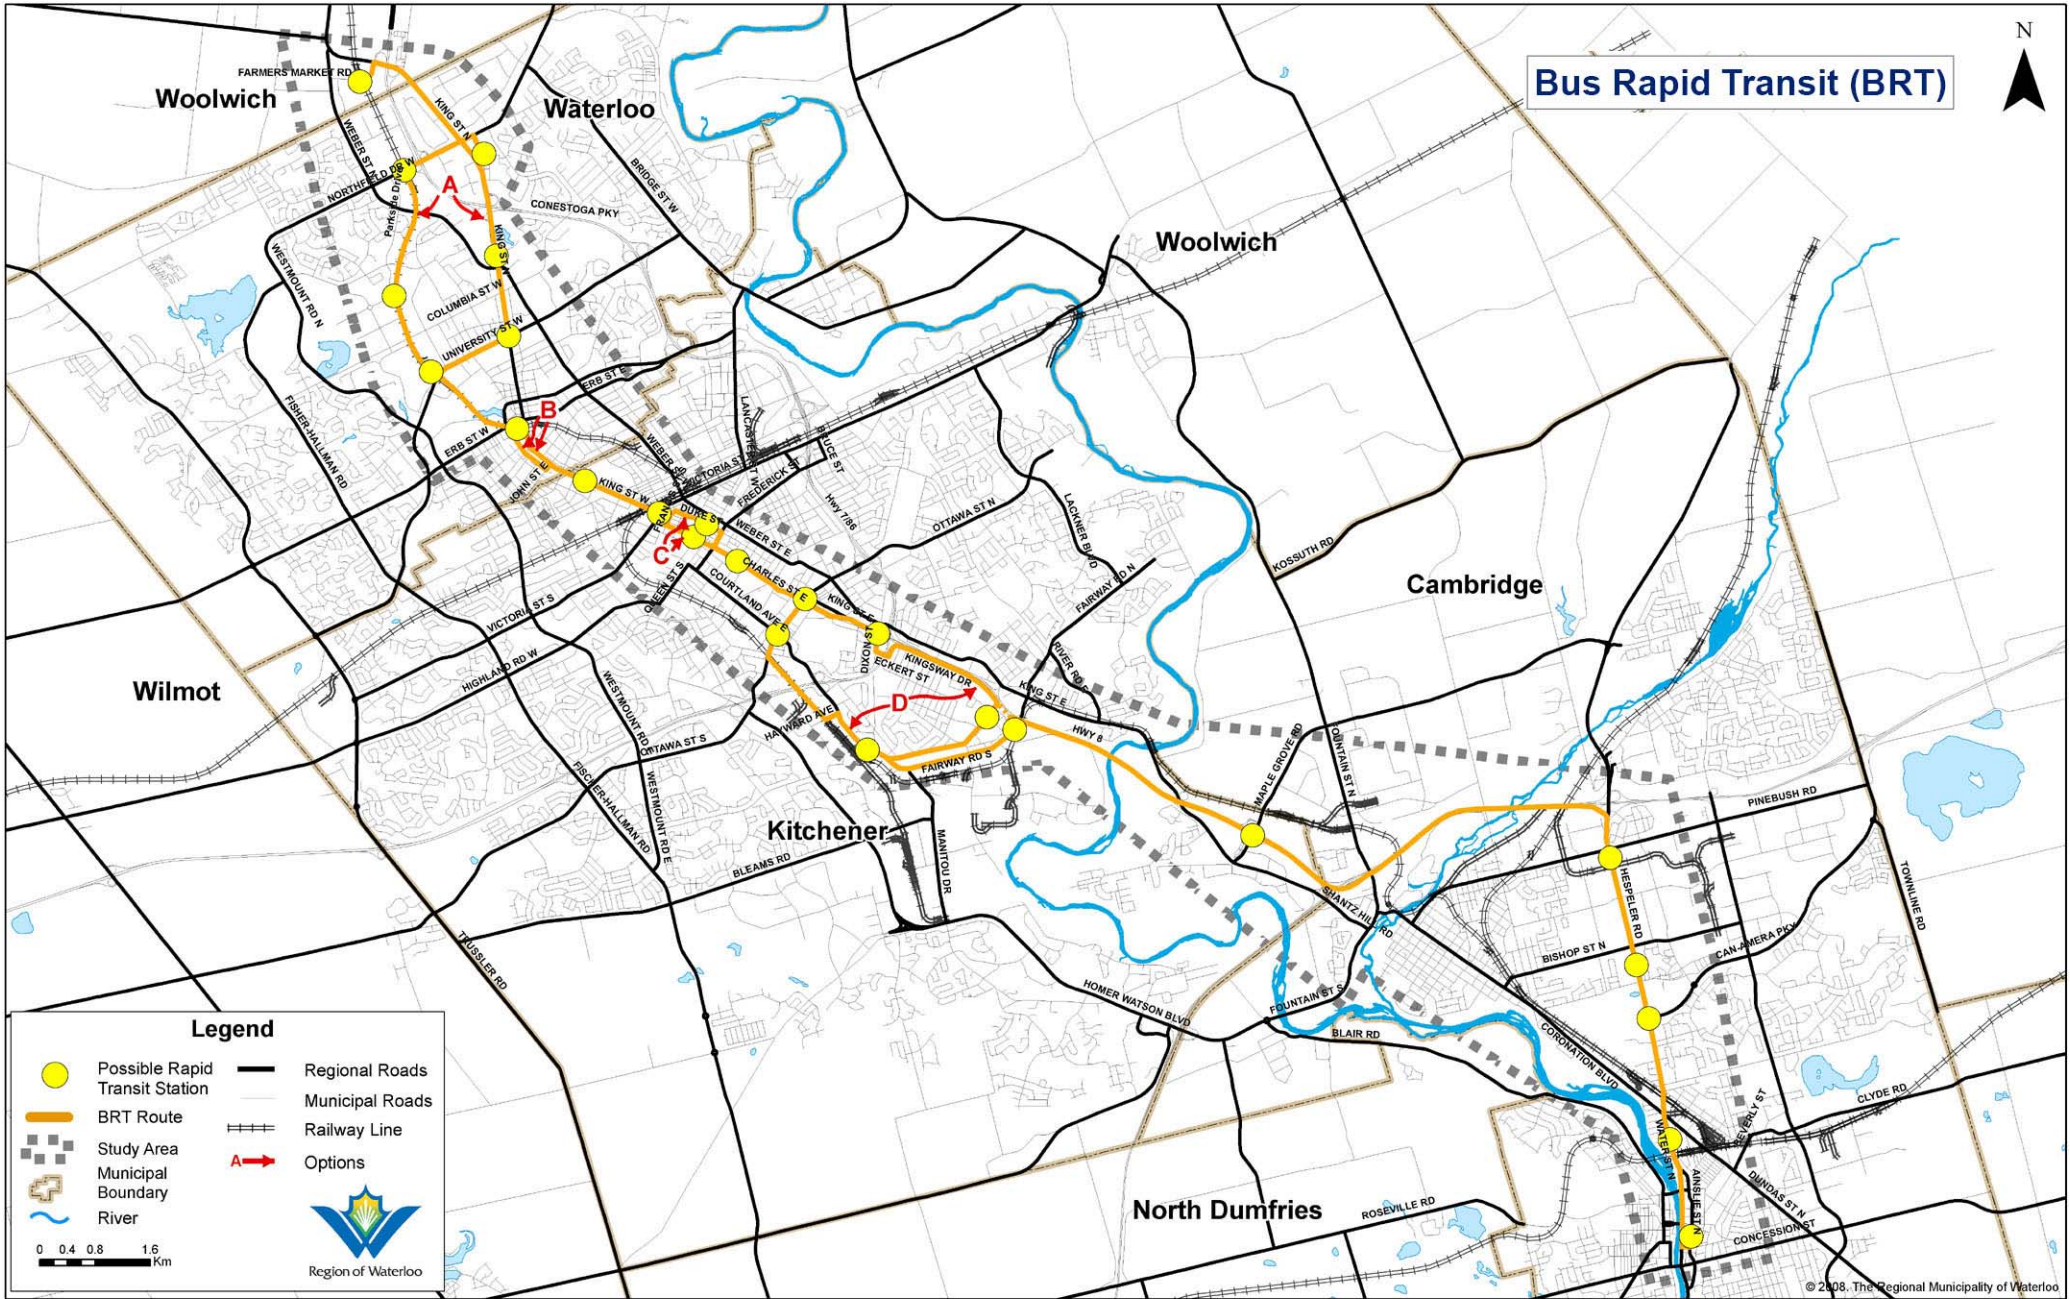 Bus Rapid Transit (BRT)
N
FARMERS MARKET RD
Woolwich
Waterloo
KING ST N
WEBER ST N
NORTHFIELD DR W
BRIDGE ST W
A
Parkside Drive
CONESTOGA PKY
KING ST N
Woolwich
WESTMOUNT RD N
COLUMBIA ST W
UNIVERSITY ST W
ERB ST E
FISHER-HALLMAN RD
B
LANCASTER ST W
BRUCE ST
ERB ST W
WEBER ST
VICTORIA ST
FREDERICK ST
JOHN ST E
KING ST W
Hwy 7/86
LACKNER BLVD
OTTAWA ST N
DUKE ST
WEBER ST E
C
KOSSUTH RD
Cambridge
QUEEN ST S
COURTLAND AVE E
CHARLES ST E
KING ST E
FAIRWAY RD N
VICTORIA ST S
DIXON ST
HIGHLAND RD W
ECKERT ST
KINGSWAY DR
RIVER RD E
Wilmot
WESTMOUNT RD
D
KING ST E
HAYWARD AVE
HWY 8
OTTAWA ST S
FAIRWAY RD S
MAPLE GROVE RD
FOUNTAIN ST N
FISCHER-HALLMAN RD
WESTMOUNT RD E
PINEBUSH RD
Kitchener
MANITOU DR
BLEAMS RD
HESPELER RD
TOWNLINE RD
SHANTZ HILL RD
TRUSSLER RD
BISHOP ST N
CAN-AMERA PKY
HOMER WATSON BLVD
FOUNTAIN ST S
BLAIR RD
CORONATION BLVD
BEVERLY ST
CLYDE RD
WATER ST N
AINSLIE ST N
DUNDAS ST N
North Dumfries
ROSEVILLE RD
CONCESSION ST
Legend
Possible Rapid
Transit Station
BRT Route
Study Area
Municipal
Boundary
River
0 0.4 0.8 1.6
Km
Regional Roads
Municipal Roads
Railway Line
A
Options
Region of Waterloo
© 2008. The Regional Municipality of Waterloo